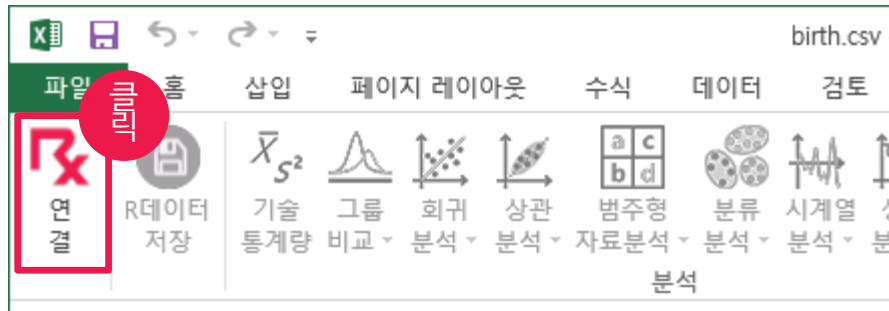 birth.csv
파일 홈 삽입 페이지 레이아웃 수식 데이터 검토
클릭
Rx
X̄ S²
a c
b d
연결
R데이터 저장
기술 통계량
그룹 비교
회귀 분석
상관 분석
범주형 자료분석
분류 분석
시계열 분석
분석